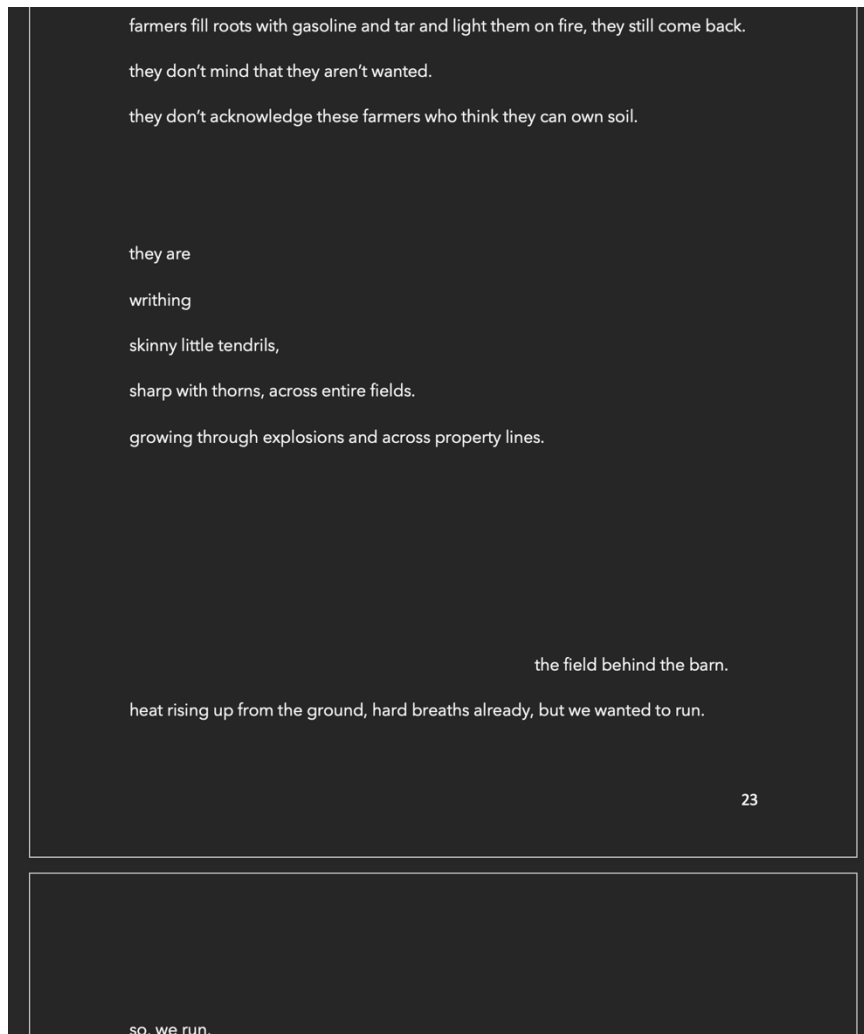 farmers fill roots with gasoline and tar and light them on fire, they still come back.
they don’t mind that they aren’t wanted.
they don’t acknowledge these farmers who think they can own soil.
they are
writhing
skinny little tendrils,
sharp with thorns, across entire fields.
growing through explosions and across property lines.
the field behind the barn.
heat rising up from the ground, hard breaths already, but we wanted to run.
23
so, we run.